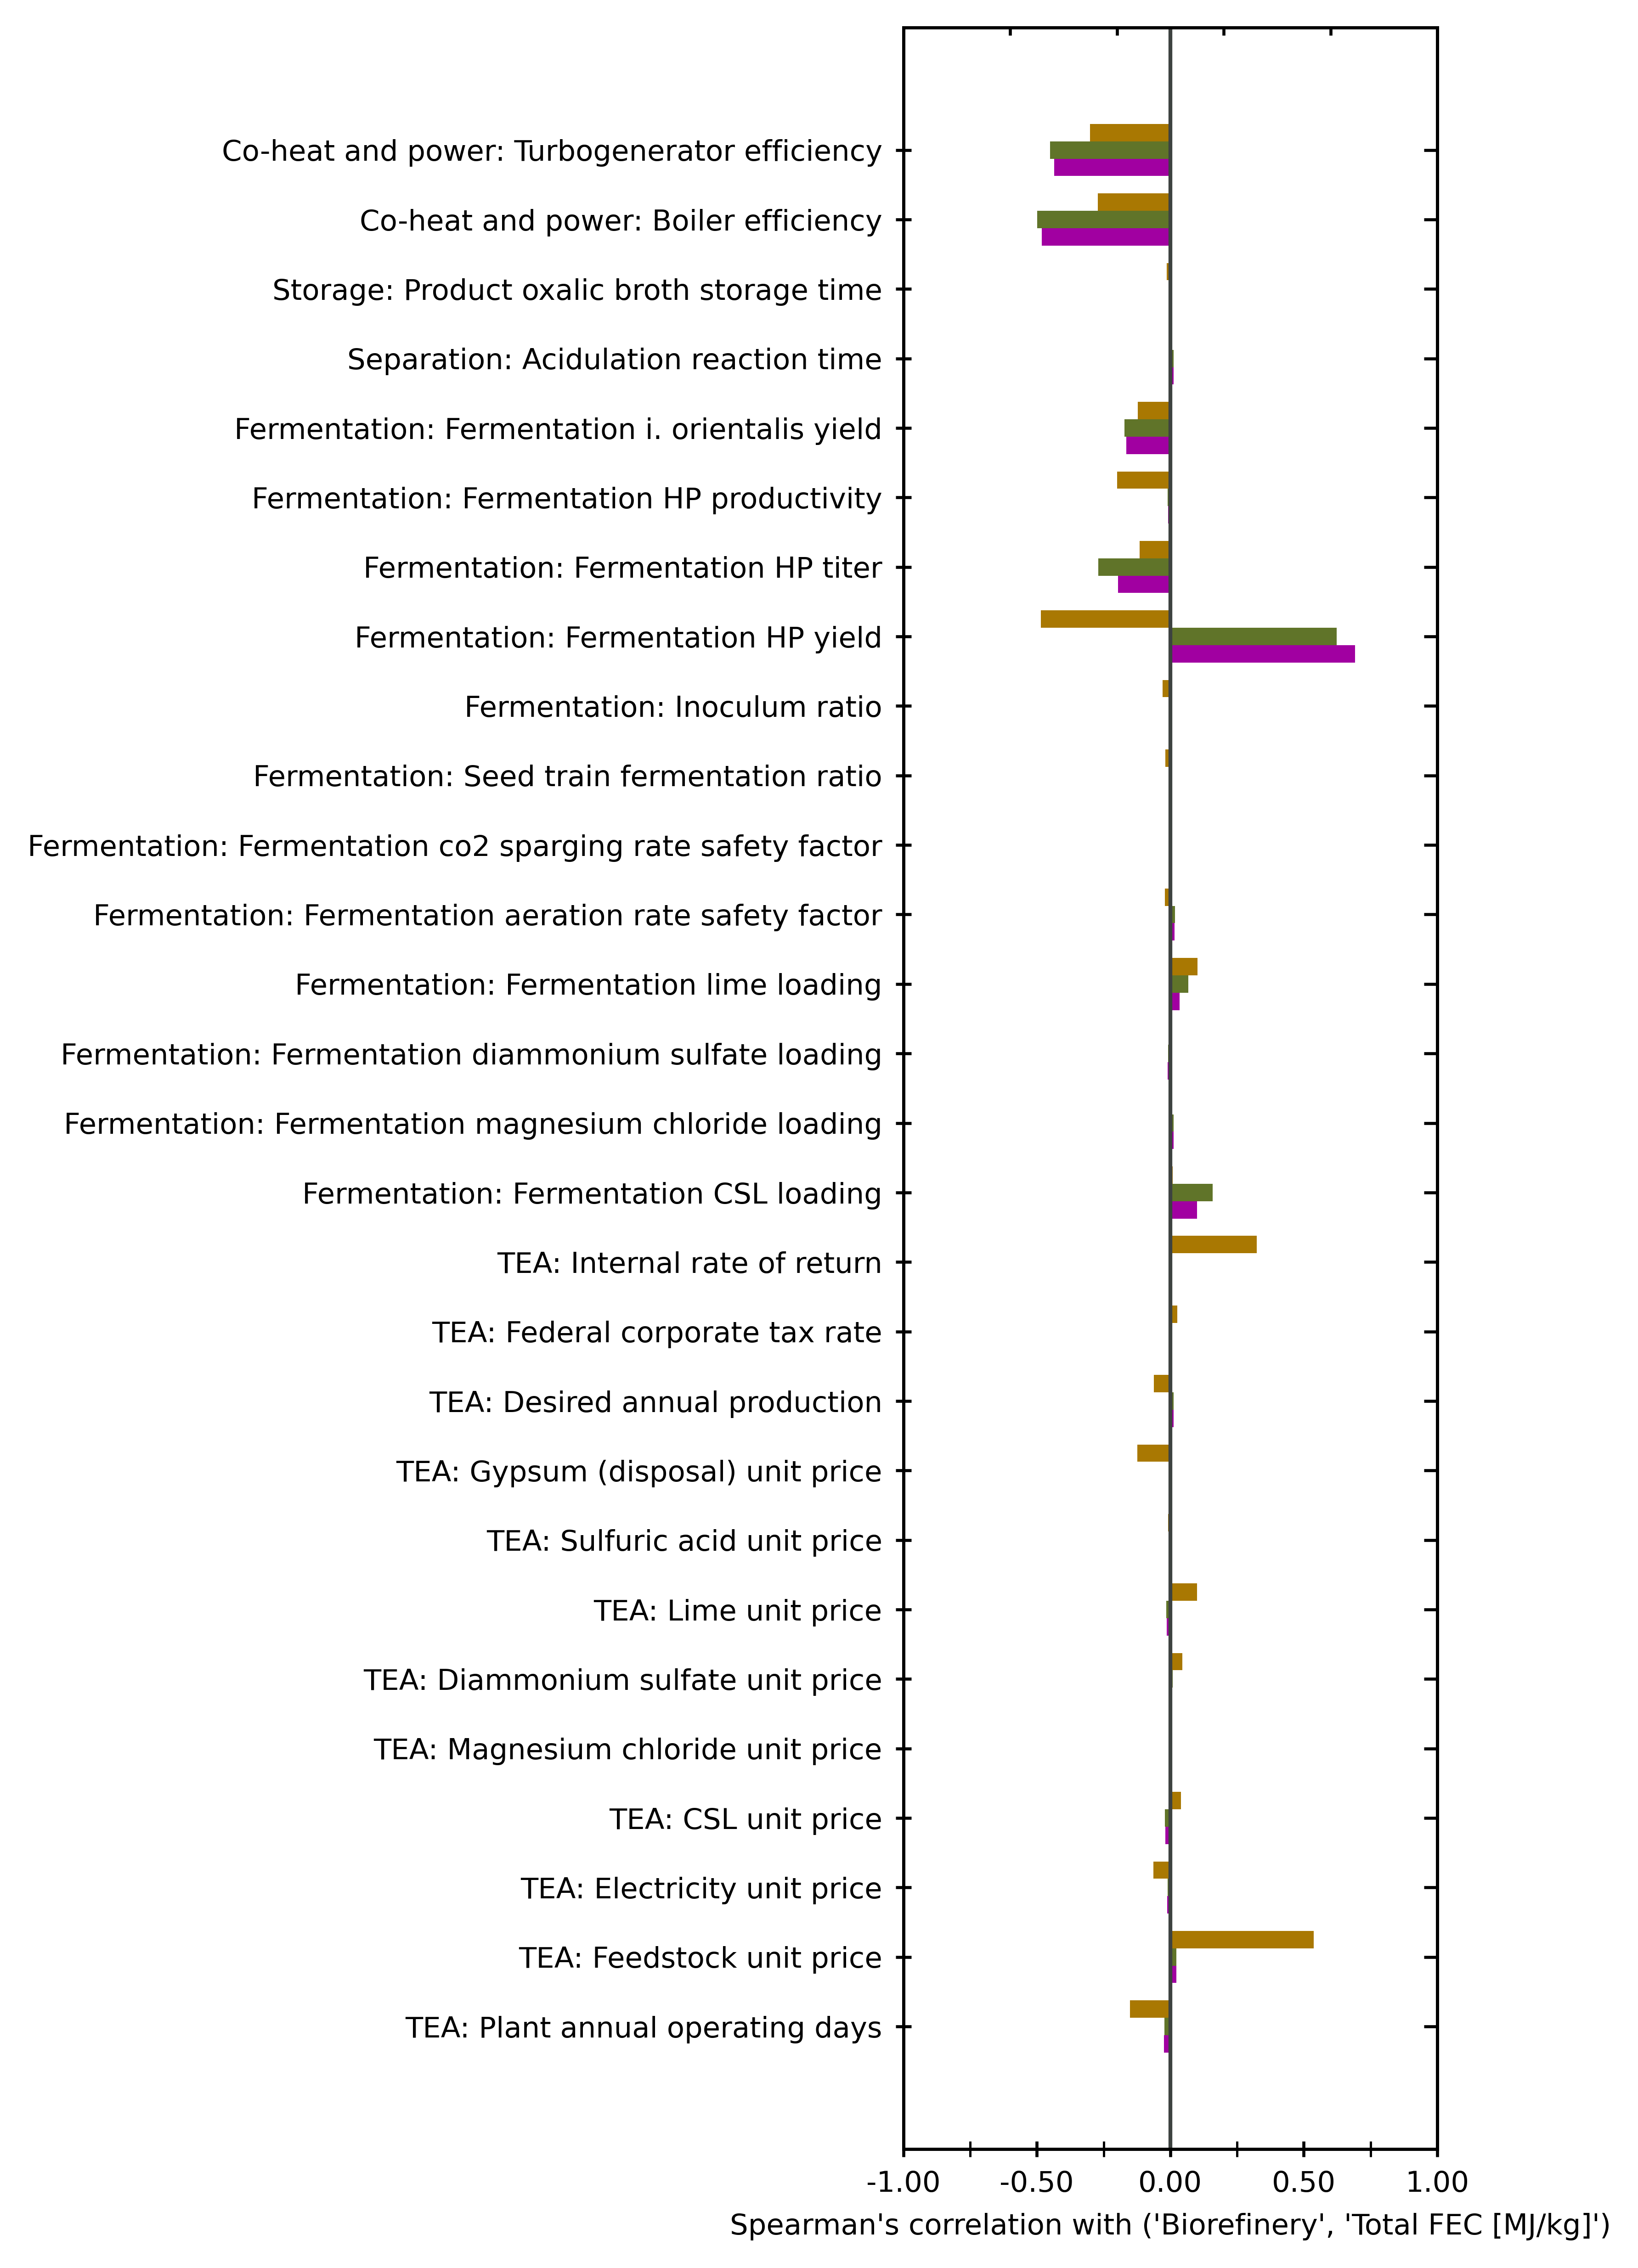 Co-heat and power: Turbogenerator efficiency
Co-heat and power: Boiler efficiency
Storage: Product oxalic broth storage time
Separation: Acidulation reaction time
Fermentation: Fermentation i. orientalis yield
Fermentation: Fermentation HP productivity
Fermentation: Fermentation HP titer
Fermentation: Fermentation HP yield
Fermentation: Inoculum ratio
Fermentation: Seed train fermentation ratio
Fermentation: Fermentation co2 sparging rate safety factor
Fermentation: Fermentation aeration rate safety factor
Fermentation: Fermentation lime loading
Fermentation: Fermentation diammonium sulfate loading
Fermentation: Fermentation magnesium chloride loading
Fermentation: Fermentation CSL loading
TEA: Internal rate of return
TEA: Federal corporate tax rate
TEA: Desired annual production
TEA: Gypsum (disposal) unit price
TEA: Sulfuric acid unit price
TEA: Lime unit price
TEA: Diammonium sulfate unit price
TEA: Magnesium chloride unit price
TEA: CSL unit price
TEA: Electricity unit price
TEA: Feedstock unit price
TEA: Plant annual operating days
-1.00 -0.50 0.00 0.50 1.00
Spearman's correlation with ('Biorefinery', 'Total FEC [MJ/kg]')